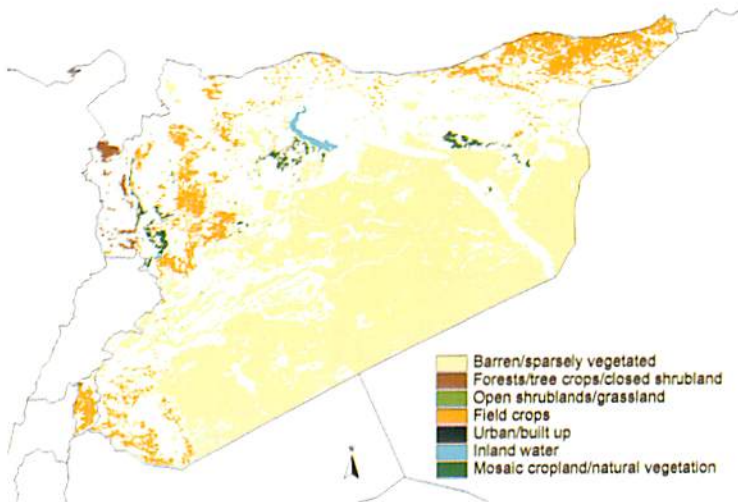 Barren/sparsely vegetated
Forests/tree crops/closed shrubland
Open shrublands/grassland
Field crops
Urban/built up
Inland water
Mosaic cropland/natural vegetation